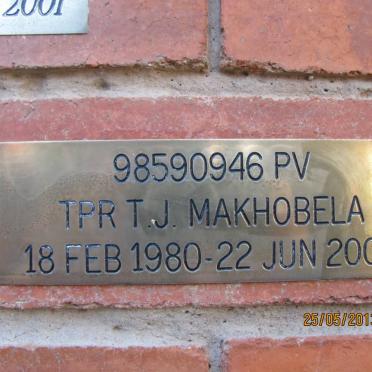 2001
98590946 PV
TPR T.J. MAKHOBELA
18 FEB 1980-22 JUN 200
25/05/201